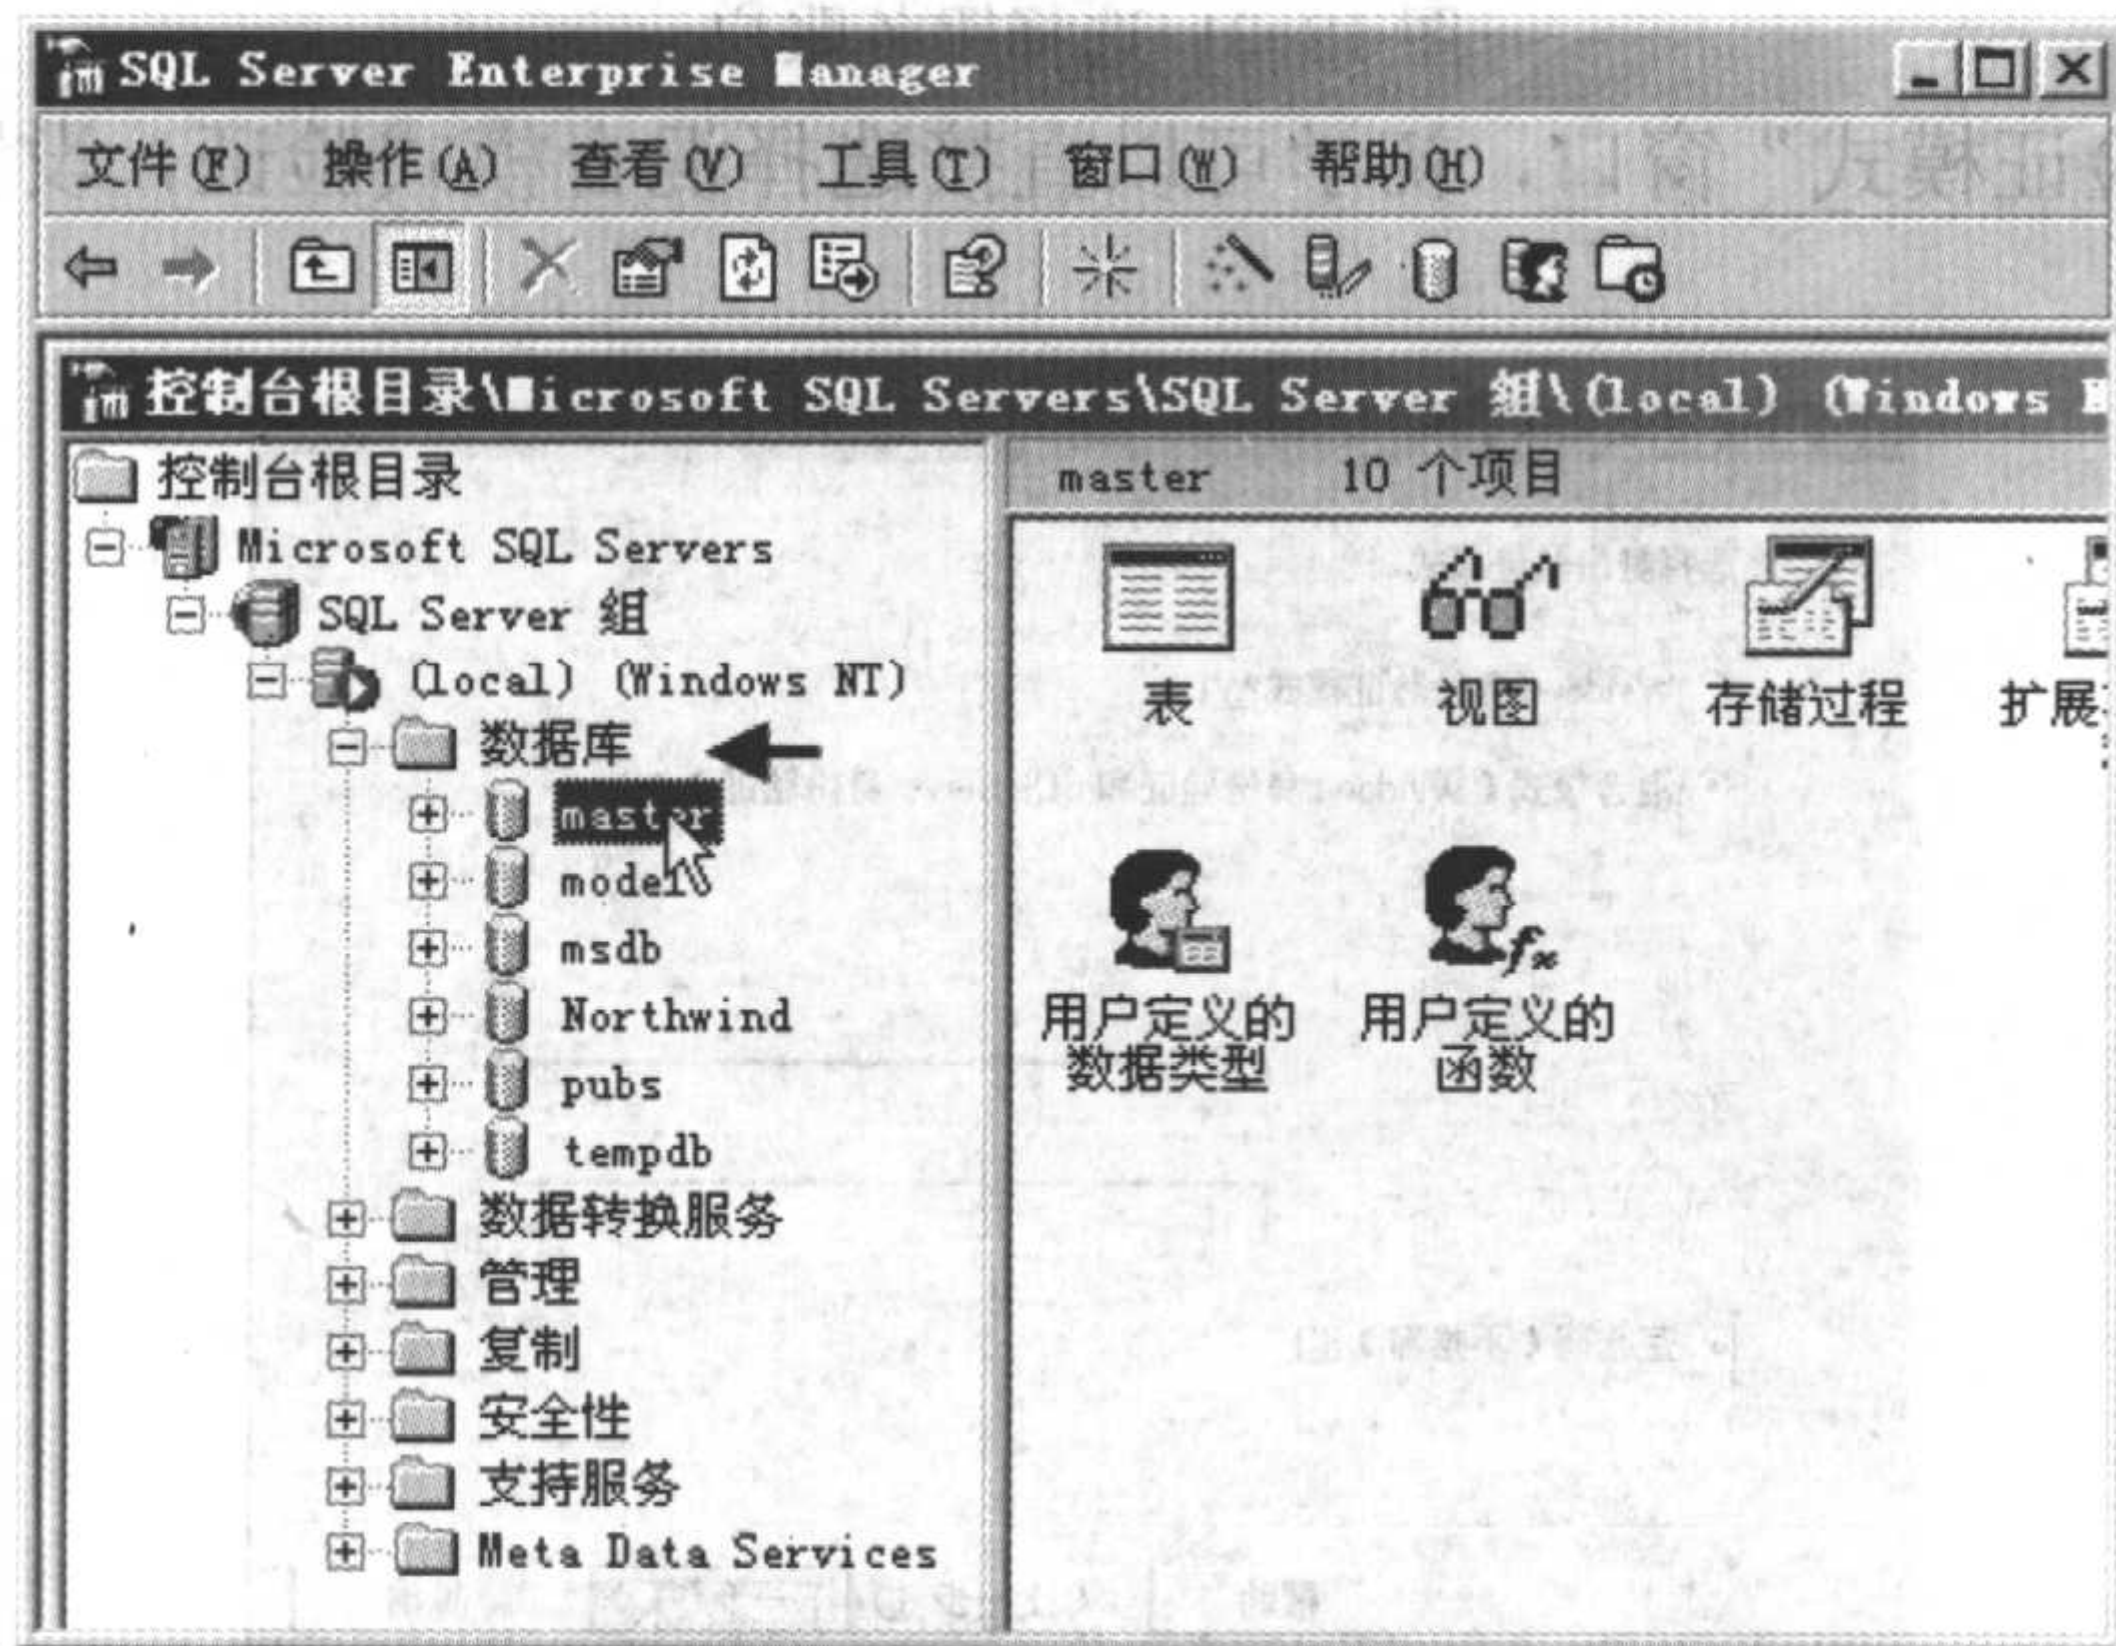 SQL Server Enterprise Manager
文件(F) 操作(A) 查看(V) 工具(T) 窗口(W) 帮助(H)
控制台根目录\Microsoft SQL Servers\SQL Server 组\(local) (Windows
控制台根目录
Microsoft SQL Servers
SQL Server 组
(local) (Windows NT)
数据库
master
model
msdb
Northwind
pubs
tempdb
数据转换服务
管理
复制
安全性
支持服务
Meta Data Services
master 10 个项目
表 视图 存储过程 扩展
用户定义的 用户定义的
数据类型 函数